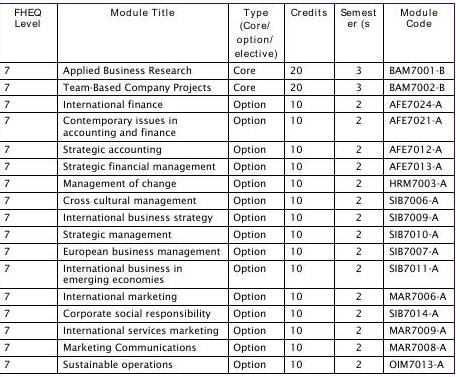 FHEQ Level Module Title Type (Core/ option/ elective) Credits Semest er (s Module Code
7 Applied Business Research Core 20 3 BAM7001-B
7 Team-Based Company Projects Core 20 3 BAM7002-B
7 International finance Option 10 2 AFE7024-A
7 Contemporary issues in accounting and finance Option 10 2 AFE7021-A
7 Strategic accounting Option 10 2 AFE7012-A
7 Strategic financial management Option 10 2 AFE7013-A
7 Management of change Option 10 2 HRM7003-A
7 Cross cultural management Option 10 2 SIB7006-A
7 International business strategy Option 10 2 SIB7009-A
7 Strategic management Option 10 2 SIB7010-A
7 European business management Option 10 2 SIB7007-A
7 International business in emerging economies Option 10 2 SIB7011-A
7 International marketing Option 10 2 MAR7006-A
7 Corporate social responsibility Option 10 2 SIB7014-A
7 International services marketing Option 10 2 MAR7009-A
7 Marketing Communications Option 10 2 MAR7008-A
7 Sustainable operations Option 10 2 OIM7013-A